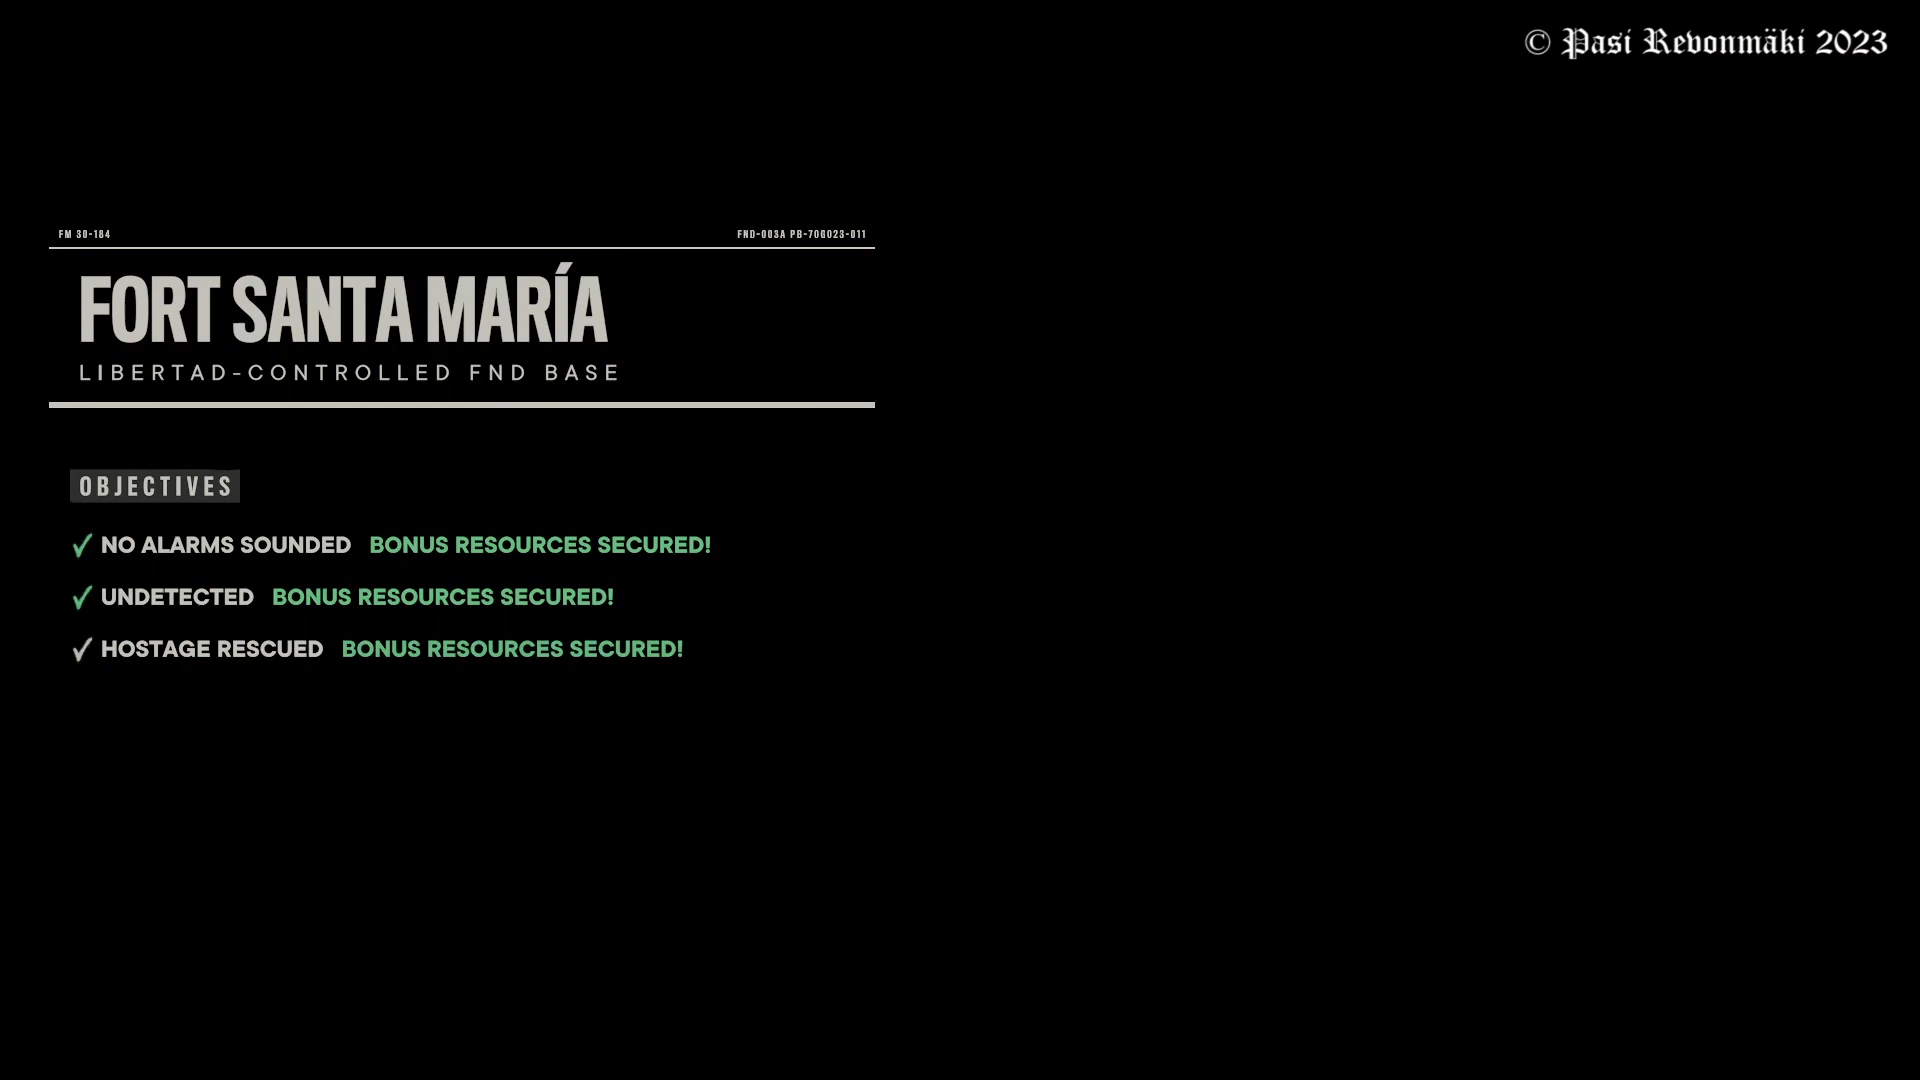 © Pasi Revonmäki 2023
FM 30-184 FND-003A PB-70G023-011
FORT SANTA MARÍA
LIBERTAD-CONTROLLED FND BASE
OBJECTIVES
✓ NO ALARMS SOUNDED BONUS RESOURCES SECURED!
✓ UNDETECTED BONUS RESOURCES SECURED!
✓ HOSTAGE RESCUED BONUS RESOURCES SECURED!